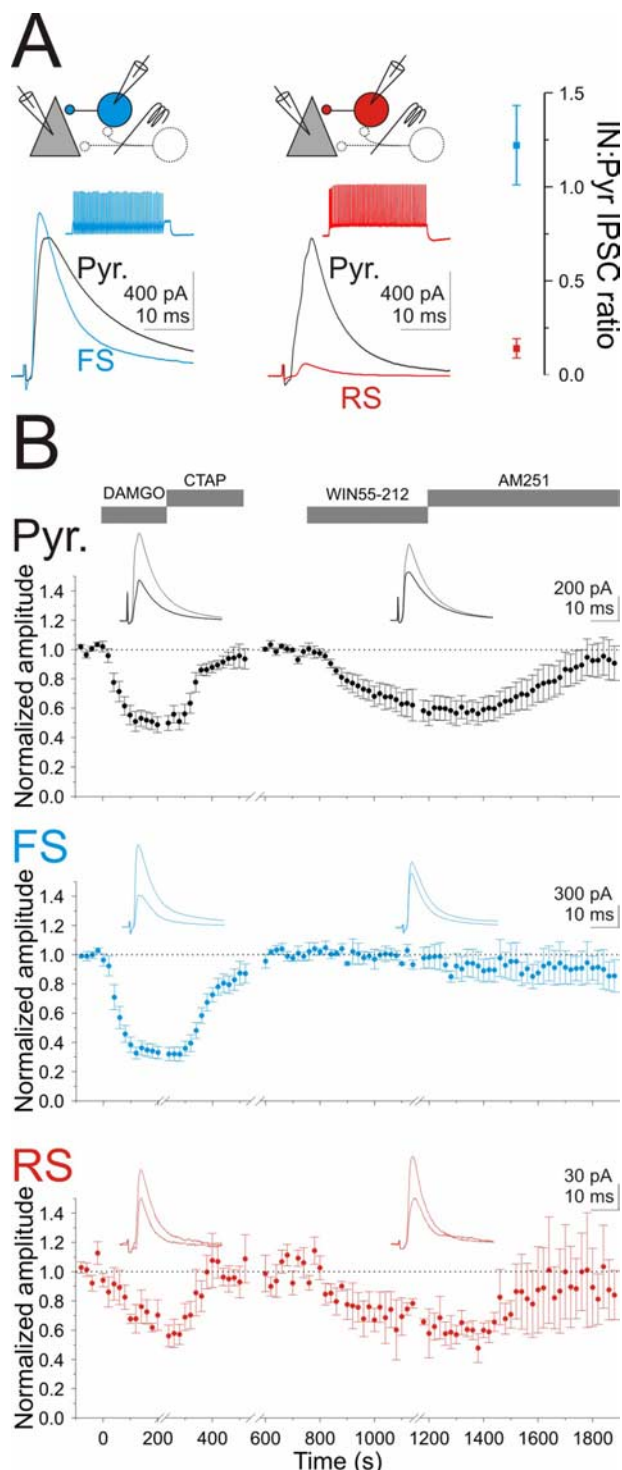 A
Pyr.
400 pA
10 ms
FS
Pyr.
400 pA
10 ms
RS
1.5
1.0
0.5
0.0
IN:Pyr IPSC ratio
B
DAMGO
CTAP
WIN55-212
AM251
Pyr.
200 pA
10 ms
Normalized amplitude
1.4
1.2
1.0
0.8
0.6
0.4
0.2
0.0
FS
300 pA
10 ms
Normalized amplitude
1.4
1.2
1.0
0.8
0.6
0.4
0.2
0.0
RS
30 pA
10 ms
Normalized amplitude
1.4
1.2
1.0
0.8
0.6
0.4
0.2
0.0
0 200 400 600 800 1000 1200 1400 1600 1800
Time (s)